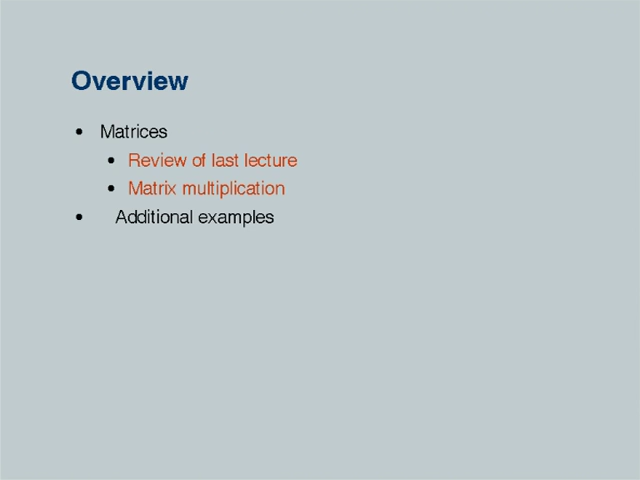 Overview
• Matrices
• Review of last lecture
• Matrix multiplication
• Additional examples